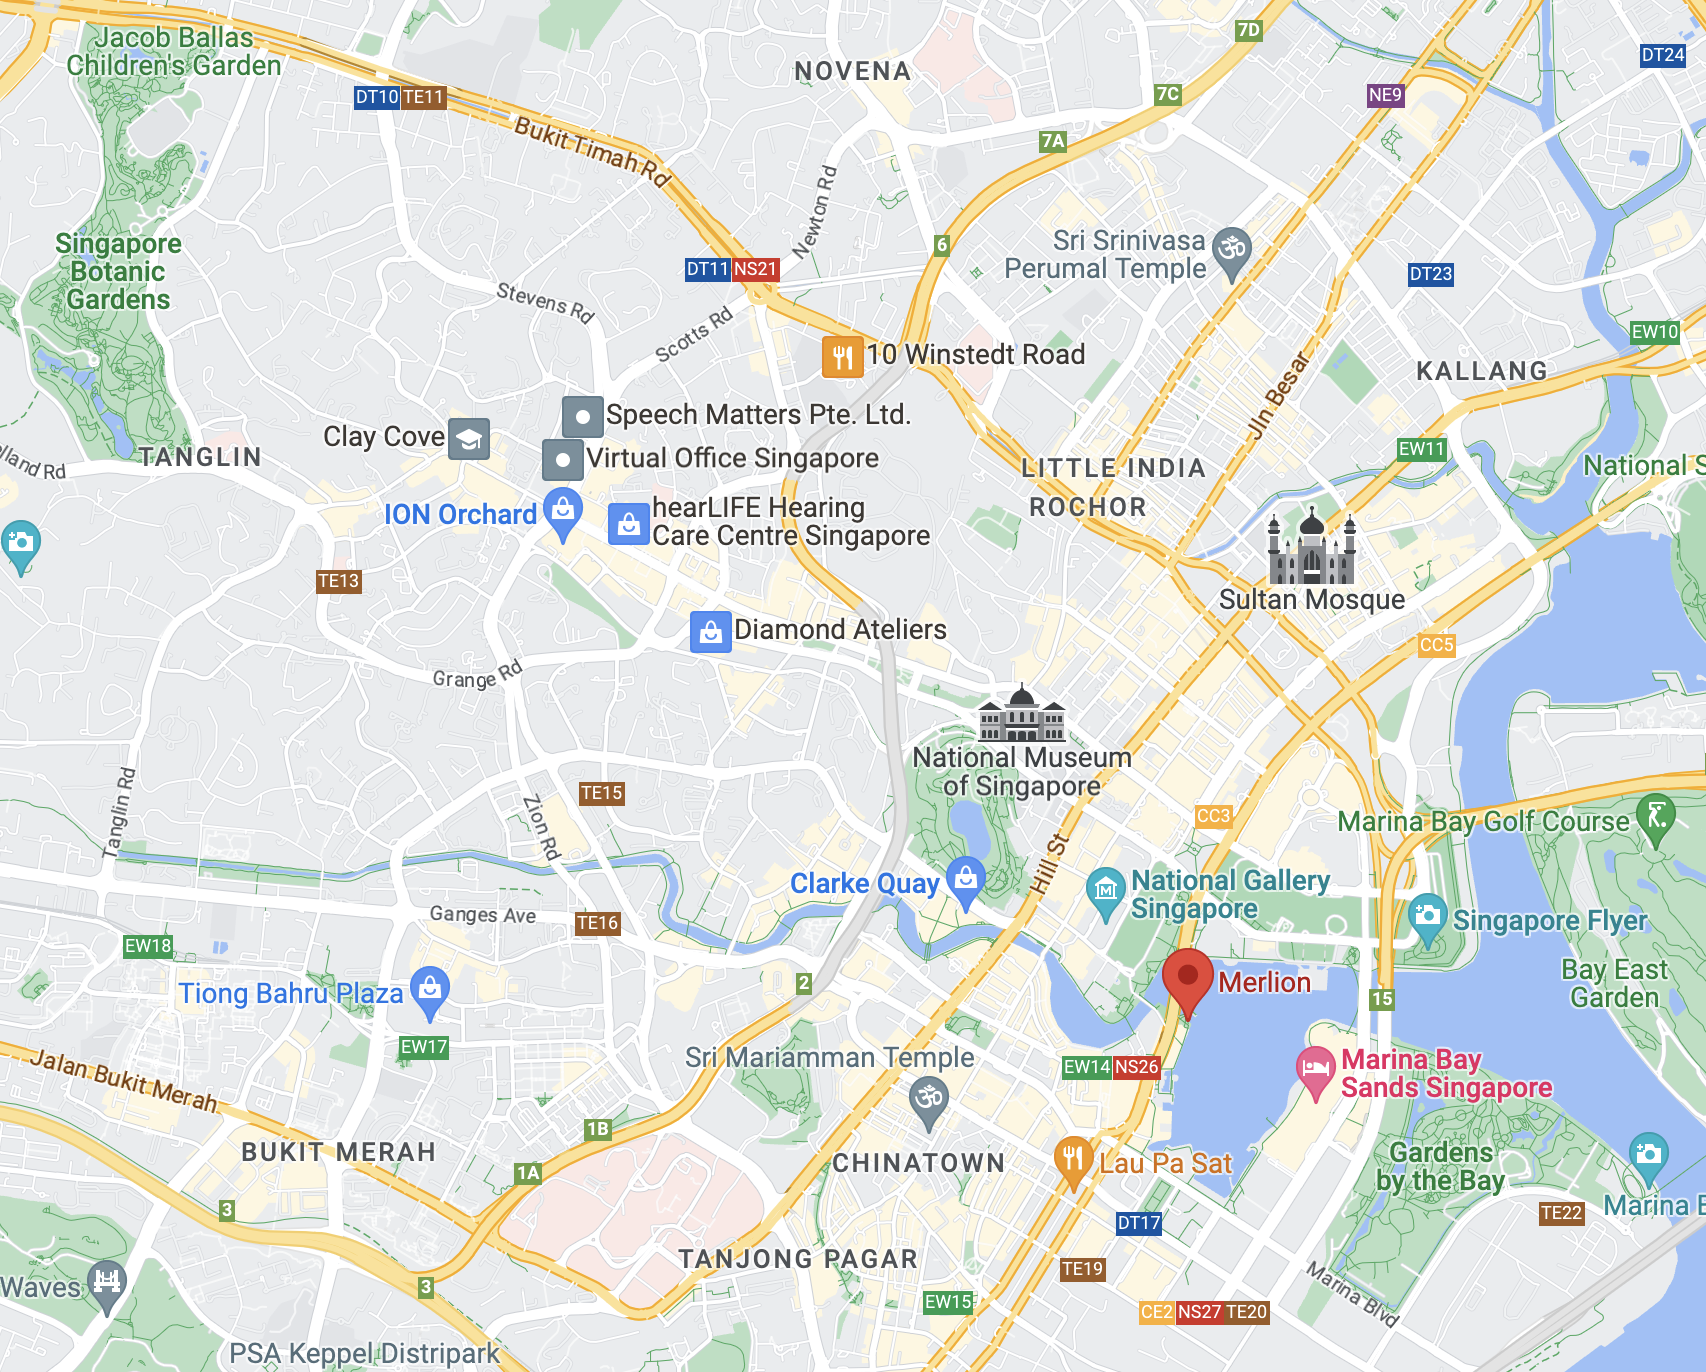 Jacob Ballas
Children's Garden
7D
DT24
NOVENA
DT10 TE11
NE9
7C
Bukit Timah Rd
7A
Newton Rd
Singapore
Botanic
Gardens
6
Sri Srinivasa
Perumal Temple
DT11 NS21
DT23
Stevens Rd
Scotts Rd
EW10
10 Winstedt Road
KALLANG
Jln Besar
Speech Matters Pte. Ltd.
Clay Cove
Virtual Office Singapore
EW11
TANGLIN
olland Rd
LITTLE INDIA
National S
ROCHOR
ION Orchard
hearLIFE Hearing
Care Centre Singapore
TE13
Sultan Mosque
Diamond Ateliers
CC5
Grange Rd
National Museum
of Singapore
Tanglin Rd
TE15
Zion Rd
CC3
Marina Bay Golf Course
Hill St
Clarke Quay
National Gallery
Singapore
Ganges Ave
TE16
Singapore Flyer
EW18
Bay East
Garden
Tiong Bahru Plaza
2
Merlion
15
EW17
Sri Mariamman Temple
EW14 NS26
Marina Bay
Sands Singapore
Jalan Bukit Merah
1B
BUKIT MERAH
1A
CHINATOWN
Lau Pa Sat
Gardens
by the Bay
3
DT17
TE22
Marina B
TANJONG PAGAR
TE19
Waves
3
EW15
CE2 NS27 TE20
Marina Blvd
PSA Keppel Distripark